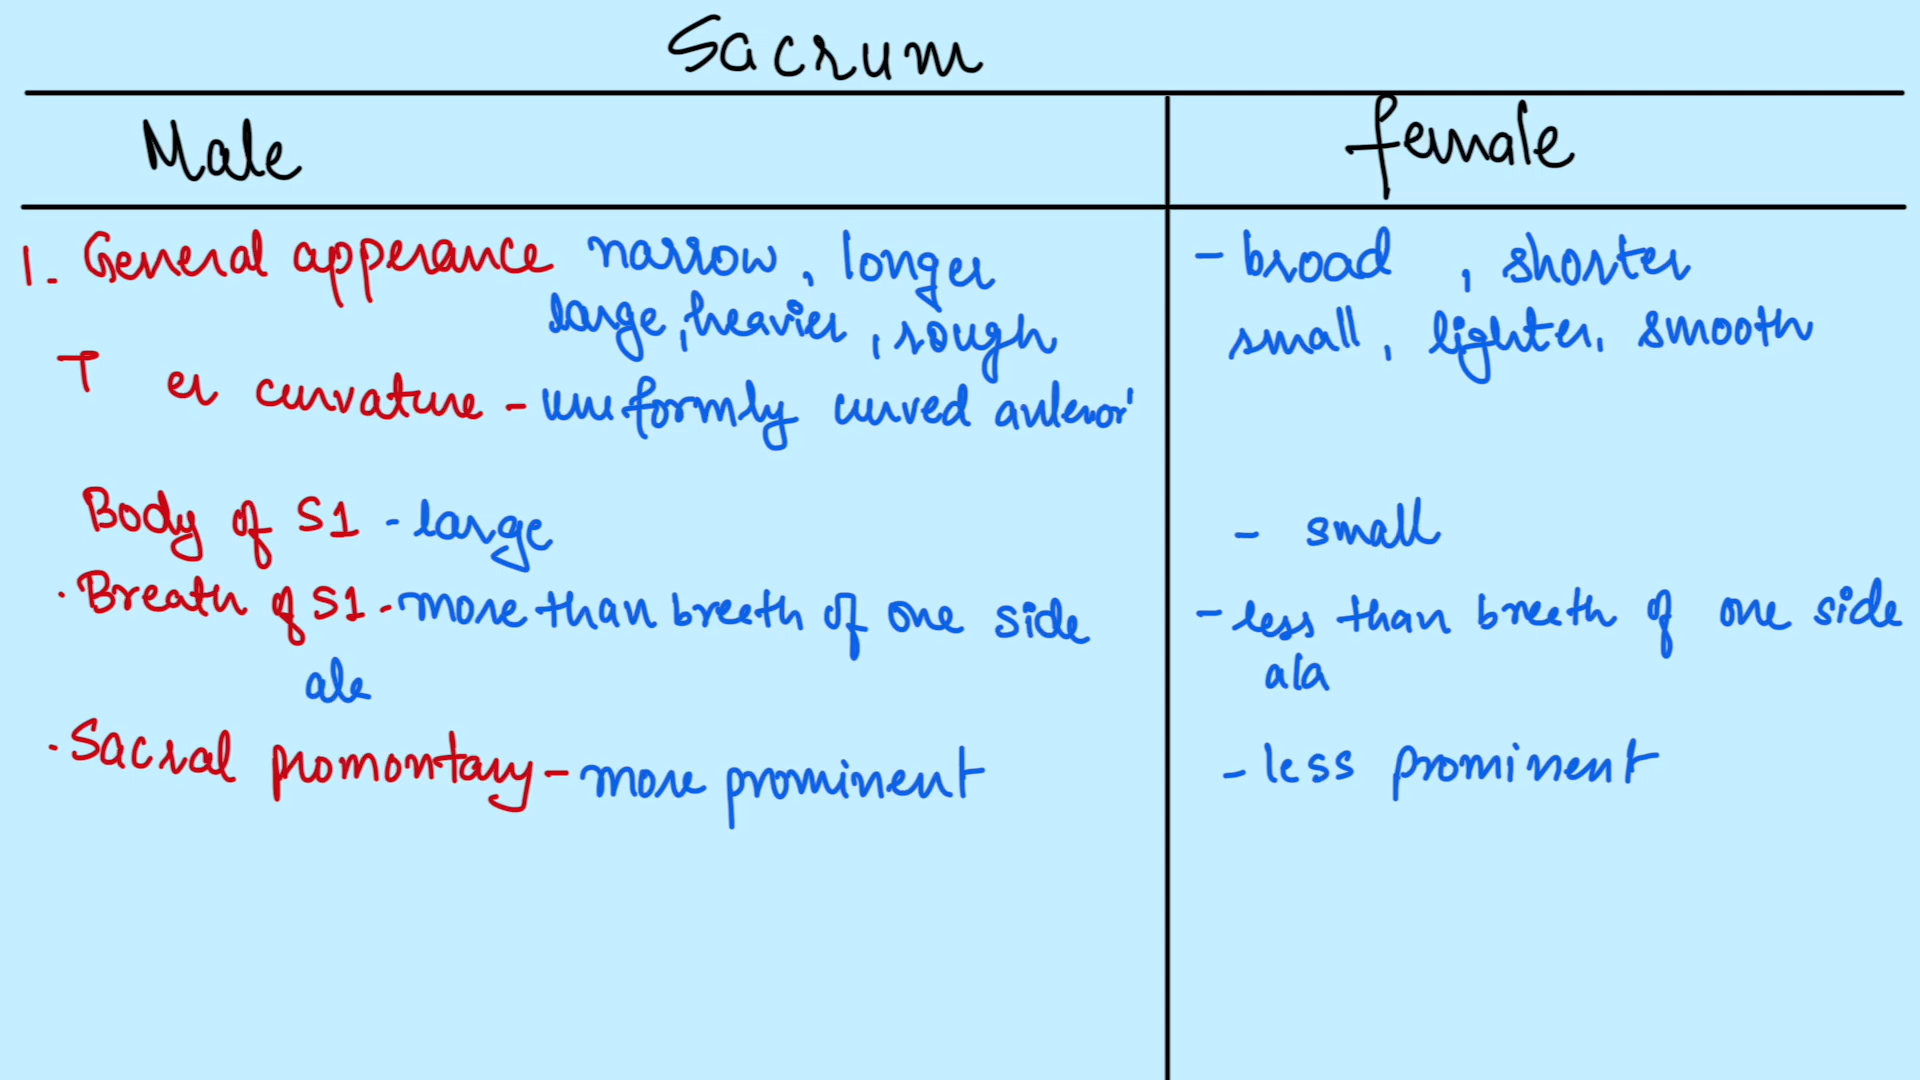 Sacrum
Male female
1. General apperance narrow, longer - broad , shorter
large, heavier, rough small, lighter, smooth
T er curvature - uniformly curved
Body of S1 - large - small
. Breath of S1 - more than breeth of one side - less than breeth of one side
ale ala
. Sacral promontary - more prominent - less prominent